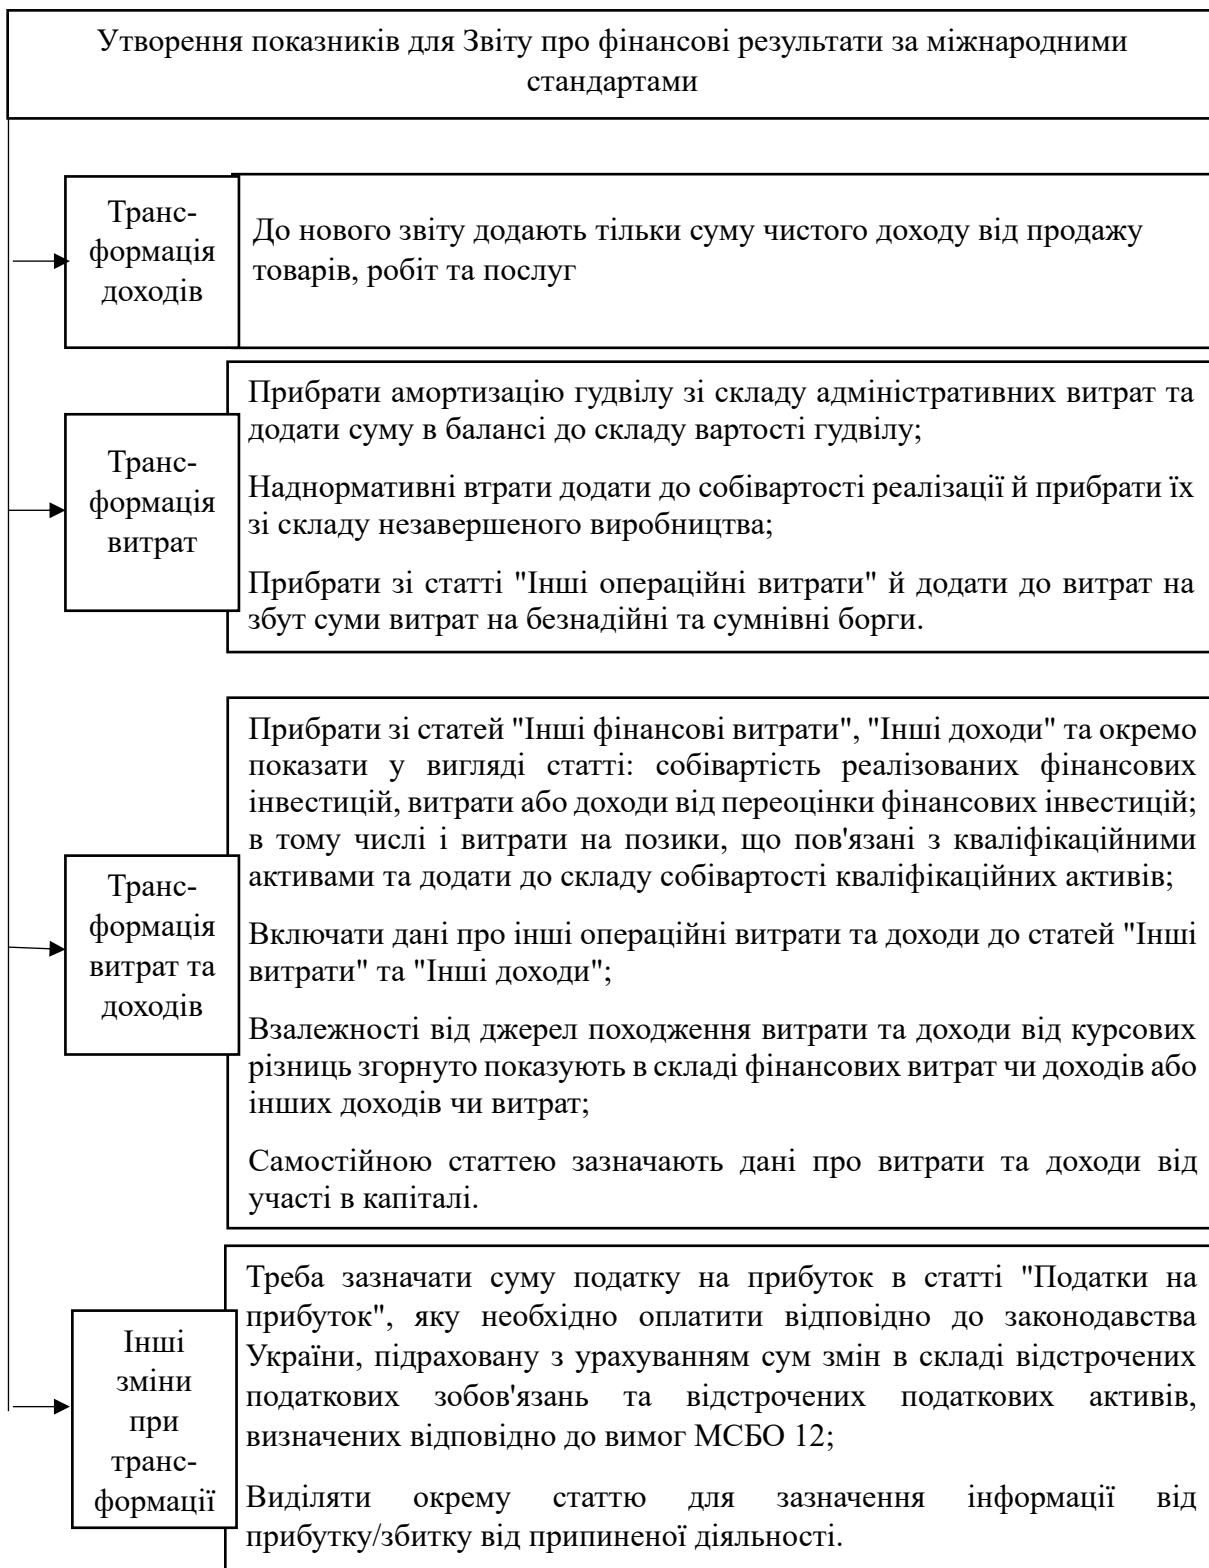 Утворення показників для Звіту про фінансові результати за міжнародними
стандартами
Транс-
формація
доходів
До нового звіту додають тільки суму чистого доходу від продажу
товарів, робіт та послуг
Транс-
формація
витрат
Прибрати амортизацію гудвілу зі складу адміністративних витрат та
додати суму в балансі до складу вартості гудвілу;
Наднормативні втрати додати до собівартості реалізації й прибрати їх
зі складу незавершеного виробництва;
Прибрати зі статті "Інші операційні витрати" й додати до витрат на
збут суми витрат на безнадійні та сумнівні борги.
Транс-
формація
витрат та
доходів
Прибрати зі статей "Інші фінансові витрати", "Інші доходи" та окремо
показати у вигляді статті: собівартість реалізованих фінансових
інвестицій, витрати або доходи від переоцінки фінансових інвестицій;
в тому числі і витрати на позики, що пов'язані з кваліфікаційними
активами та додати до складу собівартості кваліфікаційних активів;
Включати дані про інші операційні витрати та доходи до статей "Інші
витрати" та "Інші доходи";
Взалежності від джерел походження витрати та доходи від курсових
різниць згорнуто показують в складі фінансових витрат чи доходів або
інших доходів чи витрат;
Самостійною статтею зазначають дані про витрати та доходи від
участі в капіталі.
Інші
зміни
при
транс-
формації
Треба зазначати суму податку на прибуток в статті "Податки на
прибуток", яку необхідно оплатити відповідно до законодавства
України, підраховану з урахуванням сум змін в складі відстрочених
податкових зобов'язань та відстрочених податкових активів,
визначених відповідно до вимог МСБО 12;
Виділяти окрему статтю для зазначення інформації від
прибутку/збитку від припиненої діяльності.